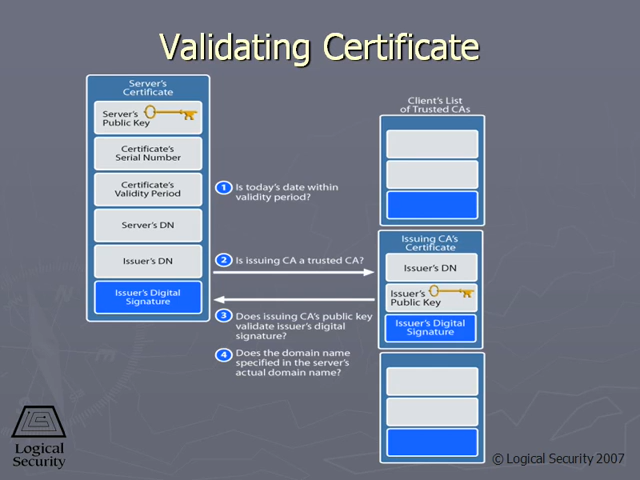 Validating Certificate
Server's
Certificate
Server's
Public Key
Certificate's
Serial Number
Certificate's
Validity Period
Server's DN
Issuer's DN
Issuer's Digital
Signature
1 Is today's date within
validity period?
2 Is issuing CA a trusted CA?
3 Does issuing CA's public key
validate issuer's digital
signature?
4 Does the domain name
specified in the server's
actual domain name?
Client's List
of Trusted CAs
Issuing CA's
Certificate
Issuer's DN
Issuer's
Public Key
Issuer's Digital
Signature
Logical
Security
© Logical Security 2007